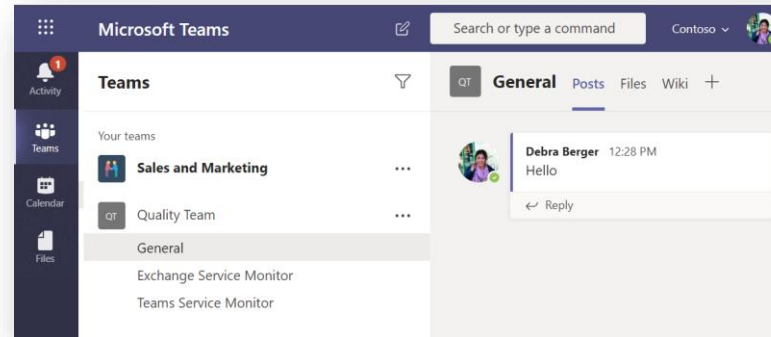 Microsoft Teams
Search or type a command
Contoso
1
Activity
Teams
Calendar
Files
Teams
Your teams
Sales and Marketing
QT Quality Team
General
Exchange Service Monitor
Teams Service Monitor
QT General Posts Files Wiki
Debra Berger 12:28 PM
Hello
Reply